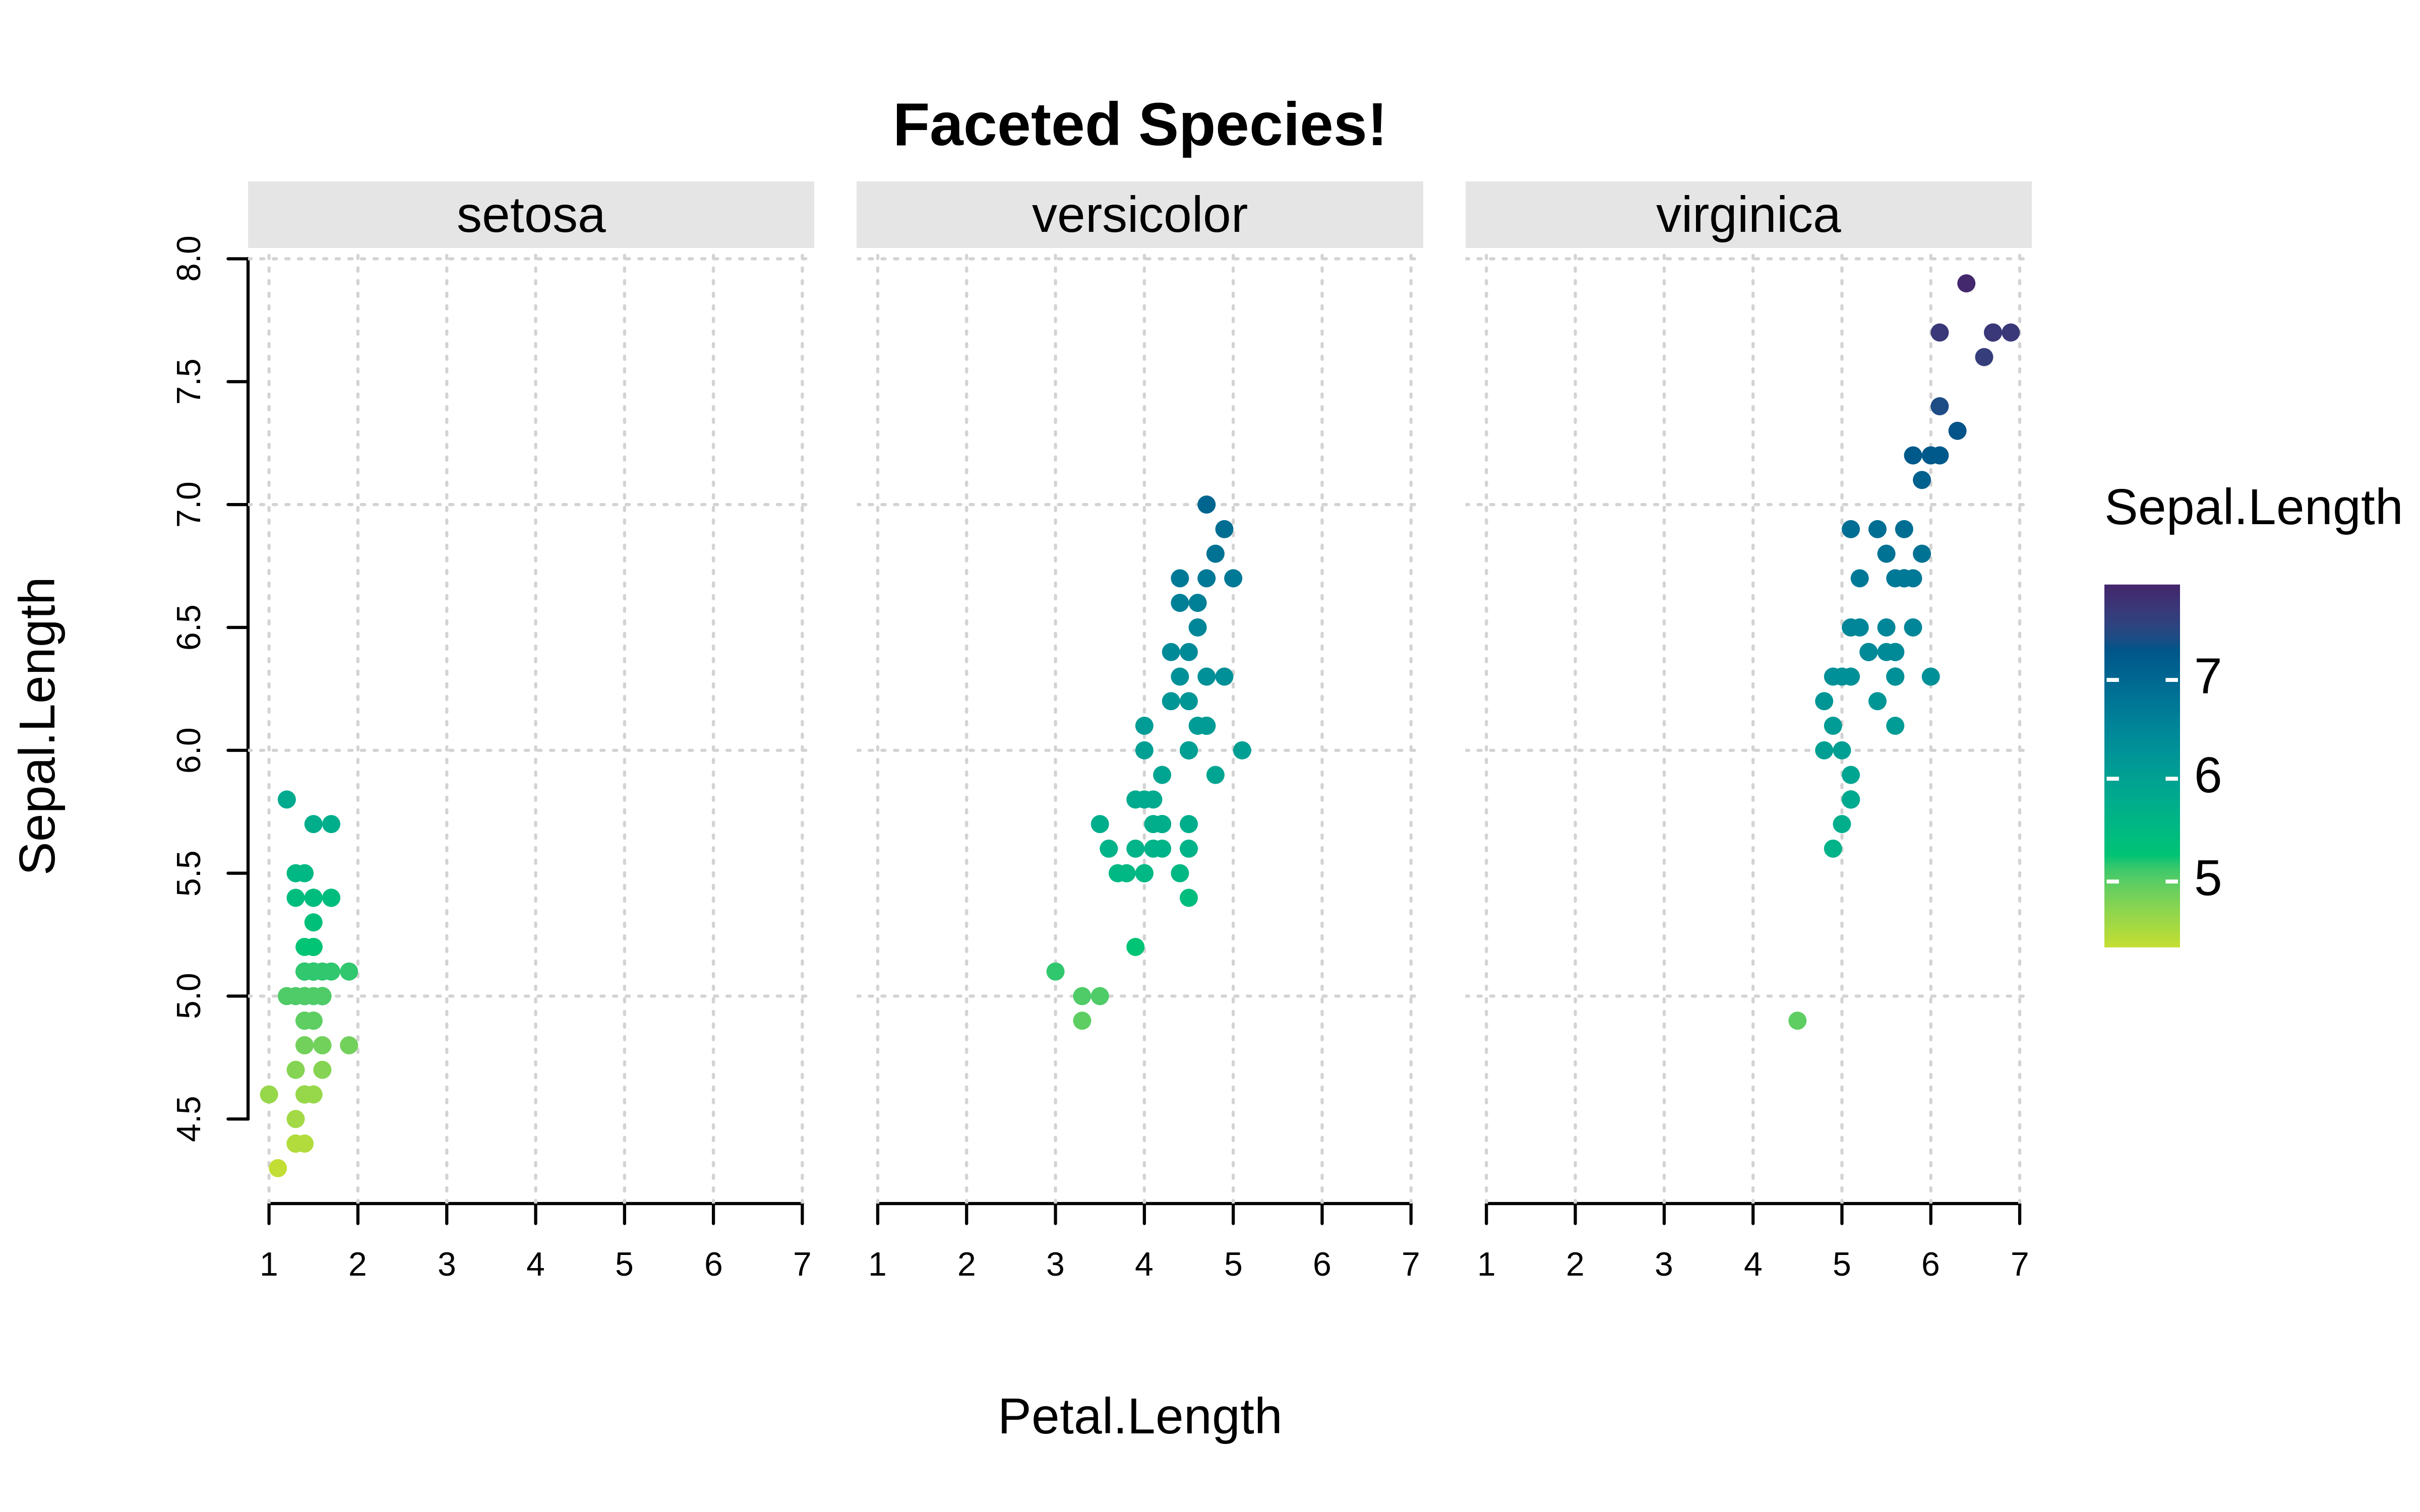 Faceted Species!
setosa
versicolor
virginica
Sepal.Length
8.0
7.5
7.0
6.5
6.0
5.5
5.0
4.5
1 2 3 4 5 6 7
1 2 3 4 5 6 7
1 2 3 4 5 6 7
Petal.Length
Sepal.Length
7
6
5